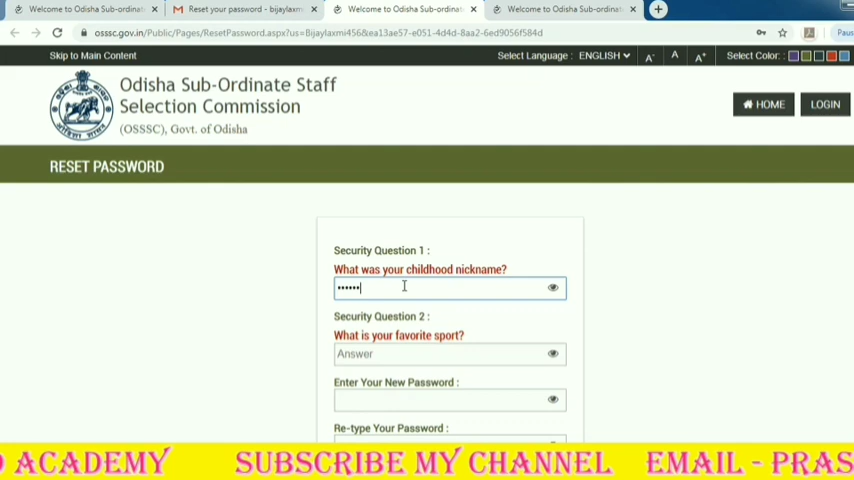 Welcome to Odisha Sub-ordinat
Reset your password - bijaylaxm
Welcome to Odisha Sub-ordinat
Welcome to Odisha Sub-ordinat
osssc.gov.in/Public/Pages/ResetPassword.aspx?us=Bijaylaxmi456&ea13ae57-e051-4d4d-8aa2-6ed9056f584d
Paus
Skip to Main Content
Select Language : ENGLISH
A-
A
A+
Select Color :
Odisha Sub-Ordinate Staff
Selection Commission
(OSSSC), Govt. of Odisha
HOME
LOGIN
RESET PASSWORD
Security Question 1 :
What was your childhood nickname?
••••••
Security Question 2 :
What is your favorite sport?
Answer
Enter Your New Password :
Re-type Your Password :
D ACADEMY SUBSCRIBE MY CHANNEL EMAIL - PRAS